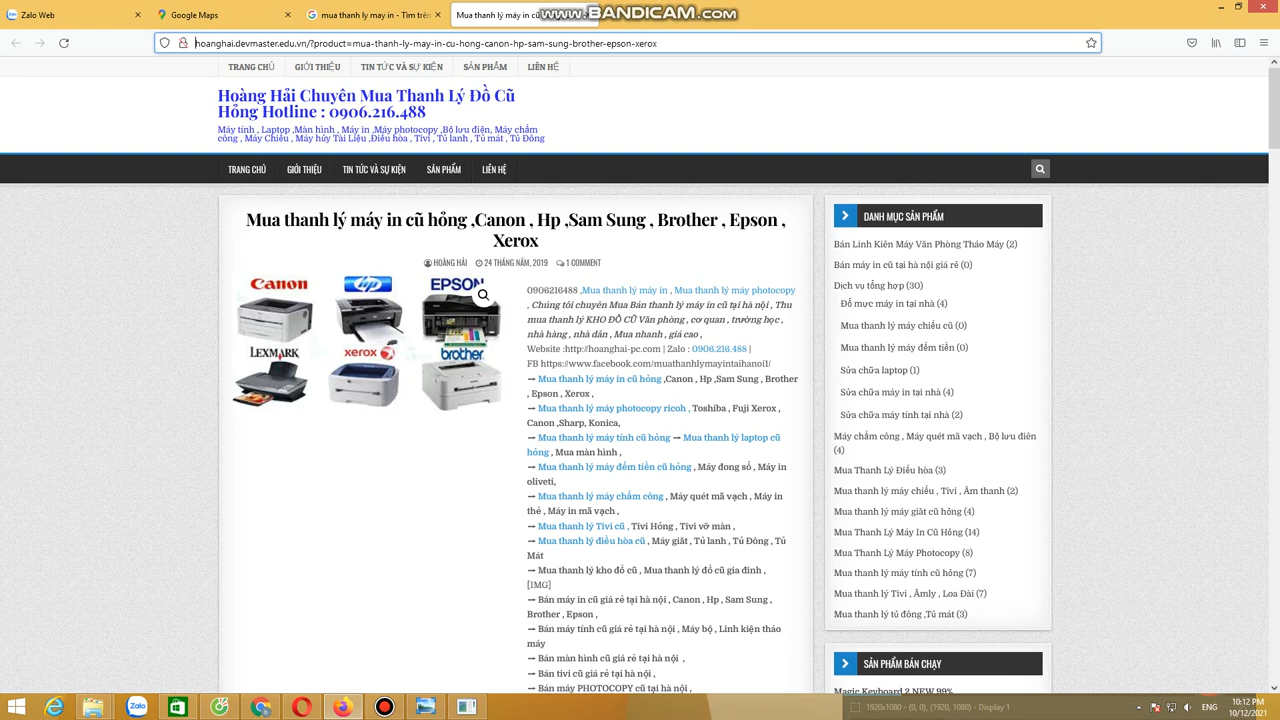 Zalo Web
Google Maps
mua thanh ly may in - Tìm trên
Mua thanh lý máy in cũ
www.BANDICAM.com
hoanghai.devmaster.edu.vn/?product=mua-thanh-ly-may-in-cu-hong-canon-hp-sam-sung-brother-epson-xerox
TRANG CHỦ GIỚI THIỆU TIN TỨC VÀ SỰ KIỆN SẢN PHẨM LIÊN HỆ
Hoàng Hải Chuyên Mua Thanh Lý Đồ Cũ
Hỏng Hotline : 0906.216.488
Máy tính , Laptop ,Màn hình , Máy in ,Máy photocopy ,Bộ lưu điện, Máy chấm
công , Máy Chiếu , Máy hủy Tài Liệu ,Điều hòa , Tivi , Tủ lanh , Tủ mát , Tủ Đông
TRANG CHỦ GIỚI THIỆU TIN TỨC VÀ SỰ KIỆN SẢN PHẨM LIÊN HỆ
Mua thanh lý máy in cũ hỏng ,Canon , Hp ,Sam Sung , Brother , Epson ,
Xerox
HOÀNG HẢI 24 THÁNG NĂM, 2019 1 COMMENT
Canon hp EPSON
LEXMARK xerox brother
0906216488 ,Mua thanh lý máy in , Mua thanh lý máy photocopy
, Chúng tôi chuyên Mua Bán thanh lý máy in cũ tại hà nội , Thu
mua thanh lý KHO ĐỒ CŨ Văn phòng , cơ quan , trường học ,
nhà hàng , nhà dân , Mua nhanh , giá cao ,
Website :http://hoanghai-pc.com | Zalo : 0906.216.488 |
FB https://www.facebook.com/muathanhlymayintaihanoi1/
→ Mua thanh lý máy in cũ hỏng ,Canon , Hp ,Sam Sung , Brother
, Epson , Xerox ,
→ Mua thanh lý máy photocopy ricoh , Toshiba , Fuji Xerox ,
Canon ,Sharp, Konica,
→ Mua thanh lý máy tính cũ hỏng → Mua thanh lý laptop cũ
hỏng , Mua màn hình ,
→ Mua thanh lý máy đếm tiền cũ hỏng , Máy đong số , Máy in
oliveti,
→ Mua thanh lý máy chấm công , Máy quét mã vạch , Máy in
thẻ , Máy in mã vạch ,
→ Mua thanh lý Tivi cũ , Tivi Hỏng , Tivi vỡ màn ,
→ Mua thanh lý điều hòa cũ , Máy giăt , Tủ lanh , Tủ Đông , Tủ
Mát
→ Mua thanh lý kho đồ cũ , Mua thanh lý đồ cũ gia đình ,
[IMG]
→ Bán máy in cũ giá rẻ tại hà nội , Canon , Hp , Sam Sung ,
Brother , Epson ,
→ Bán máy tính cũ giá rẻ tại hà nội , Máy bộ , Linh kiện tháo
máy
→ Bán màn hình cũ giá rẻ tại hà nội ,
→ Bán tivi cũ giá rẻ tại hà nội ,
→ Bán máy PHOTOCOPY cũ tại hà nội ,
DANH MỤC SẢN PHẨM
Bán Linh Kiên Máy Văn Phòng Tháo Máy (2)
Bán máy in cũ tại hà nội giá rẻ (0)
Dịch vụ tổng hợp (30)
Đổ mưc máy in tại nhà (4)
Mua thanh lý máy chiếu cũ (0)
Mua thanh lý máy đếm tiền (0)
Sửa chữa laptop (1)
Sửa chữa máy in tại nhà (4)
Sửa chữa máy tính tại nhà (2)
Máy chấm công , Máy quét mã vạch , Bộ lưu điên
(4)
Mua Thanh Lý Điều hòa (3)
Mua thanh lý máy chiếu , Tivi , Âm thanh (2)
Mua thanh lý máy giăt cũ hỏng (4)
Mua Thanh Lý Máy In Cũ Hỏng (14)
Mua Thanh Lý Máy Photocopy (8)
Mua thanh lý máy tính cũ hỏng (7)
Mua thanh lý Tivi , Âmly , Loa Đài (7)
Mua thanh lý tủ đông ,Tủ mát (3)
SẢN PHẨM BÁN CHẠY
Magic Keyboard 2 NEW 99%
Zalo
1920x1080 - (0, 0), (1920, 1080) - Display 1
ENG
10:12 PM
10/12/2021